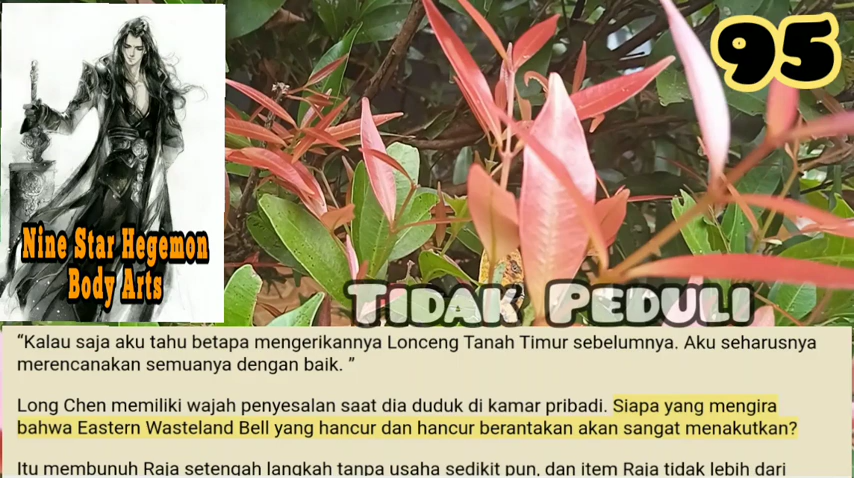 95
Nine Star Hegemon
Body Arts
Tidak Peduli
“Kalau saja aku tahu betapa mengerikannya Lonceng Tanah Timur sebelumnya. Aku seharusnya
merencanakan semuanya dengan baik. ”
Long Chen memiliki wajah penyesalan saat dia duduk di kamar pribadi. Siapa yang mengira
bahwa Eastern Wasteland Bell yang hancur dan hancur berantakan akan sangat menakutkan?
Itu membunuh Raja setengah langkah tanpa usaha sedikit pun, dan item Raja tidak lebih dari